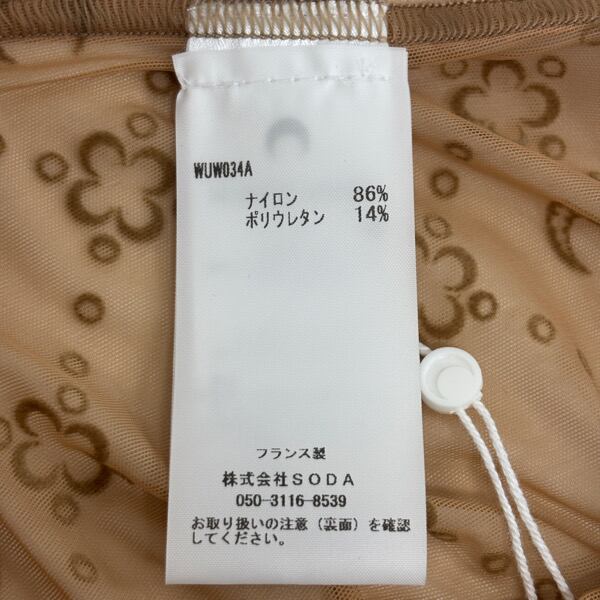 WUW034A
ナイロン 86%
ポリウレタン 14%
フランス製
株式会社SODA
050-3116-8539
お取り扱いの注意(裏面)を確認
してください。